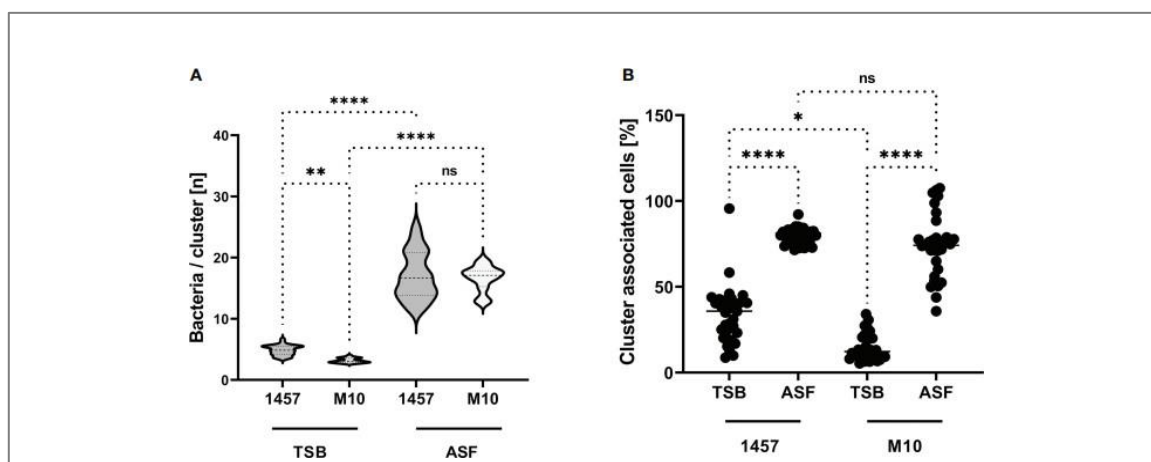 A
****
****
**
ns
Bacteria / cluster [n]
40
30
20
10
0
1457
M10
1457
M10
TSB
ASF
B
ns
*
****
****
Cluster associated cells [%]
150
100
50
0
TSB
ASF
TSB
ASF
1457
M10